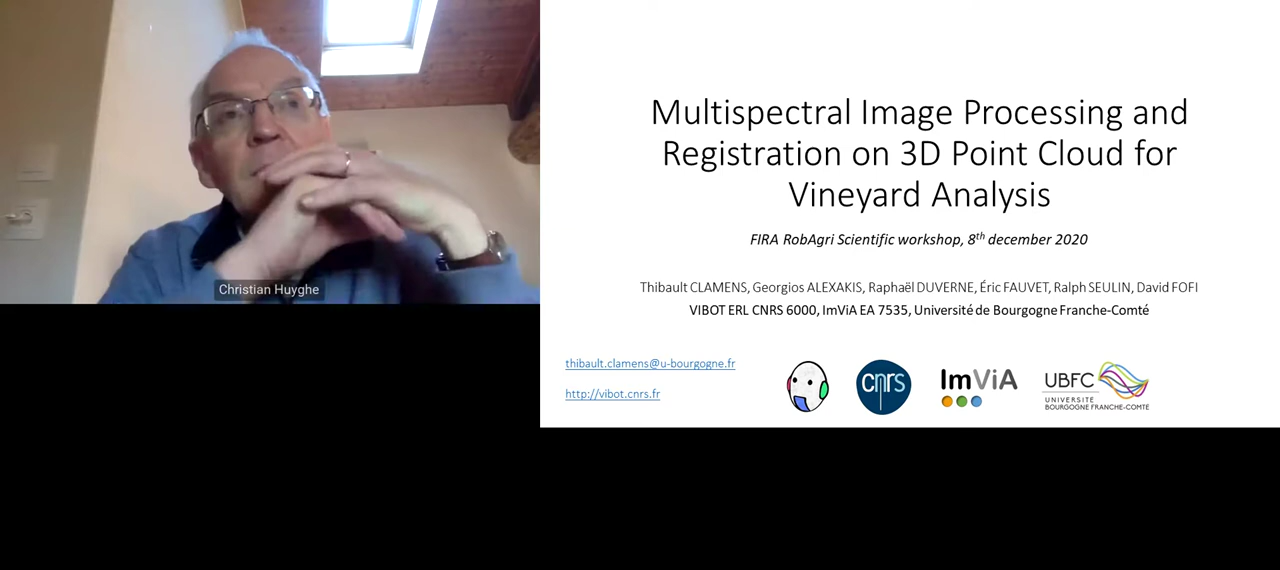 Christian Huyghe
Multispectral Image Processing and
Registration on 3D Point Cloud for
Vineyard Analysis
FIRA RobAgri Scientific workshop, 8th december 2020
Thibault CLAMENS, Georgios ALEXAKIS, Raphaël DUVERNE, Éric FAUVET, Ralph SEULIN, David FOFI
VIBOT ERL CNRS 6000, ImViA EA 7535, Université de Bourgogne Franche-Comté
thibault.clamens@u-bourgogne.fr
http://vibot.cnrs.fr
cnrs
ImViA
UBFC
UNIVERSITE
BOURGOGNE FRANCHE-COMTE